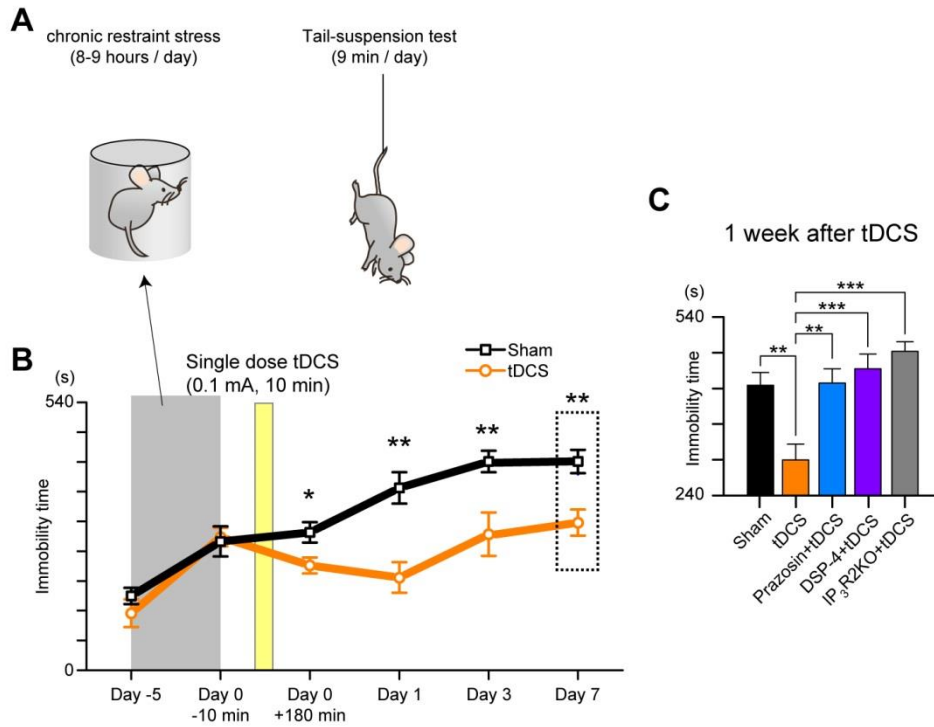 A
chronic restraint stress
(8-9 hours / day)
Tail-suspension test
(9 min / day)
B
(s)
Single dose tDCS
(0.1 mA, 10 min)
Sham
tDCS
540
Immobility time
0
*
**
**
**
Day -5
Day 0
-10 min
Day 0
+180 min
Day 1
Day 3
Day 7
C
1 week after tDCS
(s)
540
Immobility time
240
***
***
**
**
Sham
tDCS
Prazosin+tDCS
DSP-4+tDCS
IP₃R2KO+tDCS